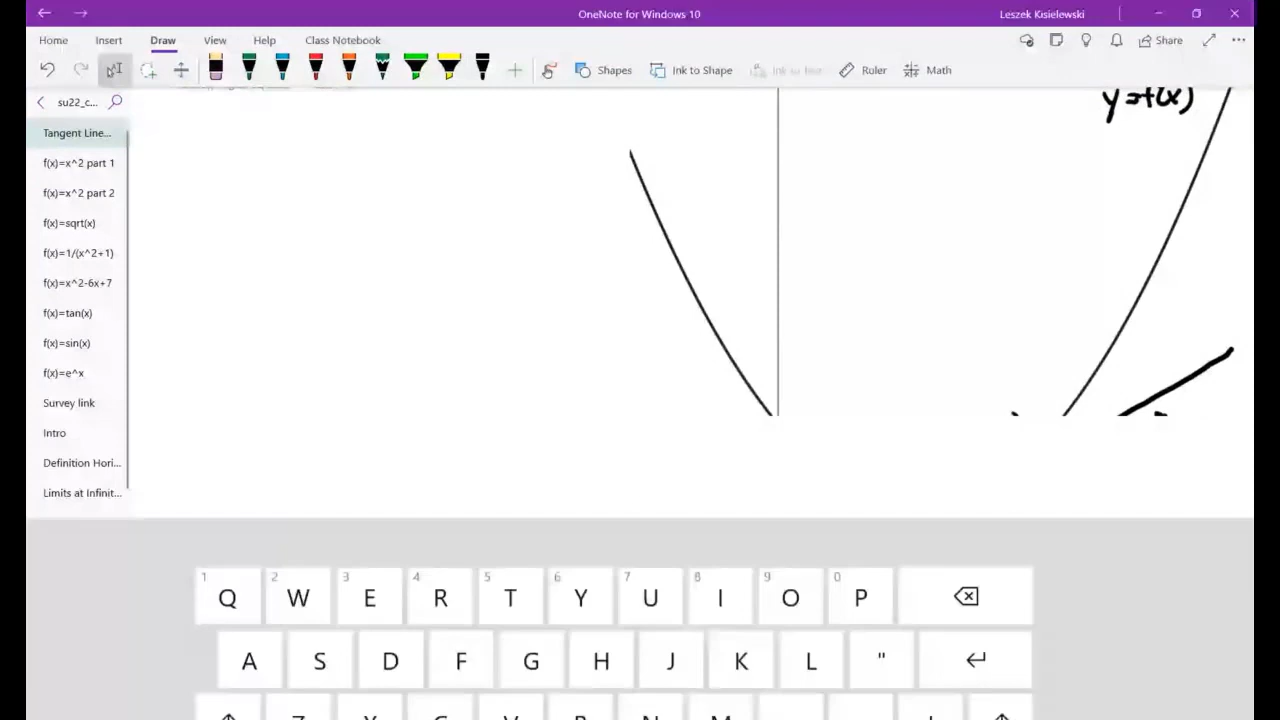 OneNote for Windows 10
Leszek Kisielewski
Home Insert Draw View Help Class Notebook
Share
Shapes Ink to Shape Ruler Math
su22_c...
Tangent Line...
f(x)=x^2 part 1
f(x)=x^2 part 2
f(x)=sqrt(x)
f(x)=1/(x^2+1)
f(x)=x^2-6x+7
f(x)=tan(x)
f(x)=sin(x)
f(x)=e^x
Survey link
Intro
Definition Hori...
Limits at Infinit...
y=f(x)
1 2 3 4 5 6 7 8 9 0
Q W E R T Y U I O P
A S D F G H J K L "